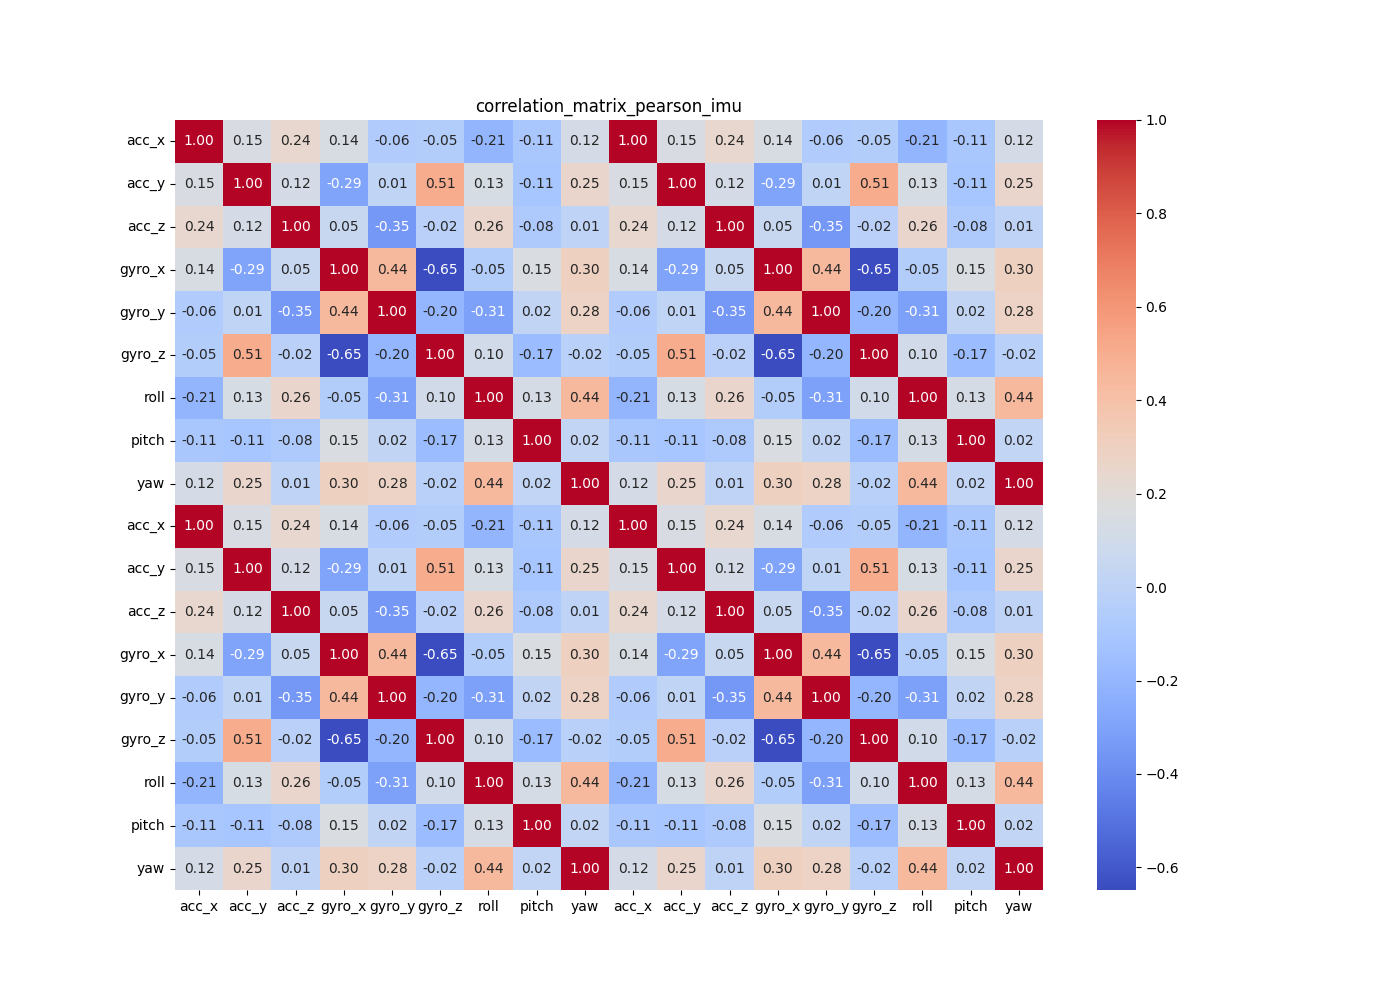 correlation_matrix_pearson_imu
acc_x 1.00 0.15 0.24 0.14 -0.06 -0.05 -0.21 -0.11 0.12 1.00 0.15 0.24 0.14 -0.06 -0.05 -0.21 -0.11 0.12
acc_y 0.15 1.00 0.12 -0.29 0.01 0.51 0.13 -0.11 0.25 0.15 1.00 0.12 -0.29 0.01 0.51 0.13 -0.11 0.25
acc_z 0.24 0.12 1.00 0.05 -0.35 -0.02 0.26 -0.08 0.01 0.24 0.12 1.00 0.05 -0.35 -0.02 0.26 -0.08 0.01
gyro_x 0.14 -0.29 0.05 1.00 0.44 -0.65 -0.05 0.15 0.30 0.14 -0.29 0.05 1.00 0.44 -0.65 -0.05 0.15 0.30
gyro_y -0.06 0.01 -0.35 0.44 1.00 -0.20 -0.31 0.02 0.28 -0.06 0.01 -0.35 0.44 1.00 -0.20 -0.31 0.02 0.28
gyro_z -0.05 0.51 -0.02 -0.65 -0.20 1.00 0.10 -0.17 -0.02 -0.05 0.51 -0.02 -0.65 -0.20 1.00 0.10 -0.17 -0.02
roll -0.21 0.13 0.26 -0.05 -0.31 0.10 1.00 0.13 0.44 -0.21 0.13 0.26 -0.05 -0.31 0.10 1.00 0.13 0.44
pitch -0.11 -0.11 -0.08 0.15 0.02 -0.17 0.13 1.00 0.02 -0.11 -0.11 -0.08 0.15 0.02 -0.17 0.13 1.00 0.02
yaw 0.12 0.25 0.01 0.30 0.28 -0.02 0.44 0.02 1.00 0.12 0.25 0.01 0.30 0.28 -0.02 0.44 0.02 1.00
acc_x 1.00 0.15 0.24 0.14 -0.06 -0.05 -0.21 -0.11 0.12 1.00 0.15 0.24 0.14 -0.06 -0.05 -0.21 -0.11 0.12
acc_y 0.15 1.00 0.12 -0.29 0.01 0.51 0.13 -0.11 0.25 0.15 1.00 0.12 -0.29 0.01 0.51 0.13 -0.11 0.25
acc_z 0.24 0.12 1.00 0.05 -0.35 -0.02 0.26 -0.08 0.01 0.24 0.12 1.00 0.05 -0.35 -0.02 0.26 -0.08 0.01
gyro_x 0.14 -0.29 0.05 1.00 0.44 -0.65 -0.05 0.15 0.30 0.14 -0.29 0.05 1.00 0.44 -0.65 -0.05 0.15 0.30
gyro_y -0.06 0.01 -0.35 0.44 1.00 -0.20 -0.31 0.02 0.28 -0.06 0.01 -0.35 0.44 1.00 -0.20 -0.31 0.02 0.28
gyro_z -0.05 0.51 -0.02 -0.65 -0.20 1.00 0.10 -0.17 -0.02 -0.05 0.51 -0.02 -0.65 -0.20 1.00 0.10 -0.17 -0.02
roll -0.21 0.13 0.26 -0.05 -0.31 0.10 1.00 0.13 0.44 -0.21 0.13 0.26 -0.05 -0.31 0.10 1.00 0.13 0.44
pitch -0.11 -0.11 -0.08 0.15 0.02 -0.17 0.13 1.00 0.02 -0.11 -0.11 -0.08 0.15 0.02 -0.17 0.13 1.00 0.02
yaw 0.12 0.25 0.01 0.30 0.28 -0.02 0.44 0.02 1.00 0.12 0.25 0.01 0.30 0.28 -0.02 0.44 0.02 1.00
acc_x acc_y acc_z gyro_x gyro_y gyro_z roll pitch yaw acc_x acc_y acc_z gyro_x gyro_y gyro_z roll pitch yaw
1.0
0.8
0.6
0.4
0.2
0.0
−0.2
−0.4
−0.6